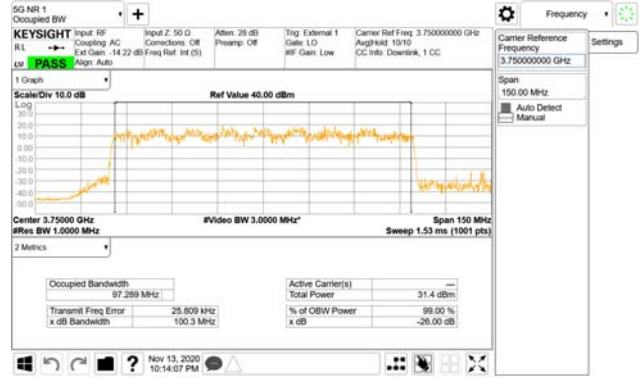 5G NR 1
Occupied BW
Frequency
KEYSIGHT
Input: RF
Input Z: 50 Ω
Atten: 28 dB
Trig: External 1
Carrier Ref Freq: 3.750000000 GHz
RL
Coupling: AC
Corrections: Off
Preamp: Off
Gate: LO
Avg|Hold: 10/10
Ext Gain: -14.22 dB
Freq Ref: Int (S)
#IF Gain: Low
CC Info: Downlink, 1 CC
PASS
Align: Auto
Carrier Reference
Frequency
3.750000000 GHz
Settings
Span
150.00 MHz
Auto Detect
Manual
1 Graph
Scale/Div 10.0 dB
Ref Value 40.00 dBm
Log
30.0
20.0
10.0
0.00
-10.0
-20.0
-30.0
-40.0
-50.0
Center 3.75000 GHz
#Video BW 3.0000 MHz*
Span 150 MHz
#Res BW 1.0000 MHz
Sweep 1.53 ms (1001 pts)
2 Metrics
Occupied Bandwidth
97.289 MHz
Active Carrier(s)
---
Total Power
31.4 dBm
Transmit Freq Error
25.809 kHz
% of OBW Power
99.00 %
x dB Bandwidth
100.3 MHz
x dB
-26.00 dB
Nov 13, 2020
10:14:07 PM